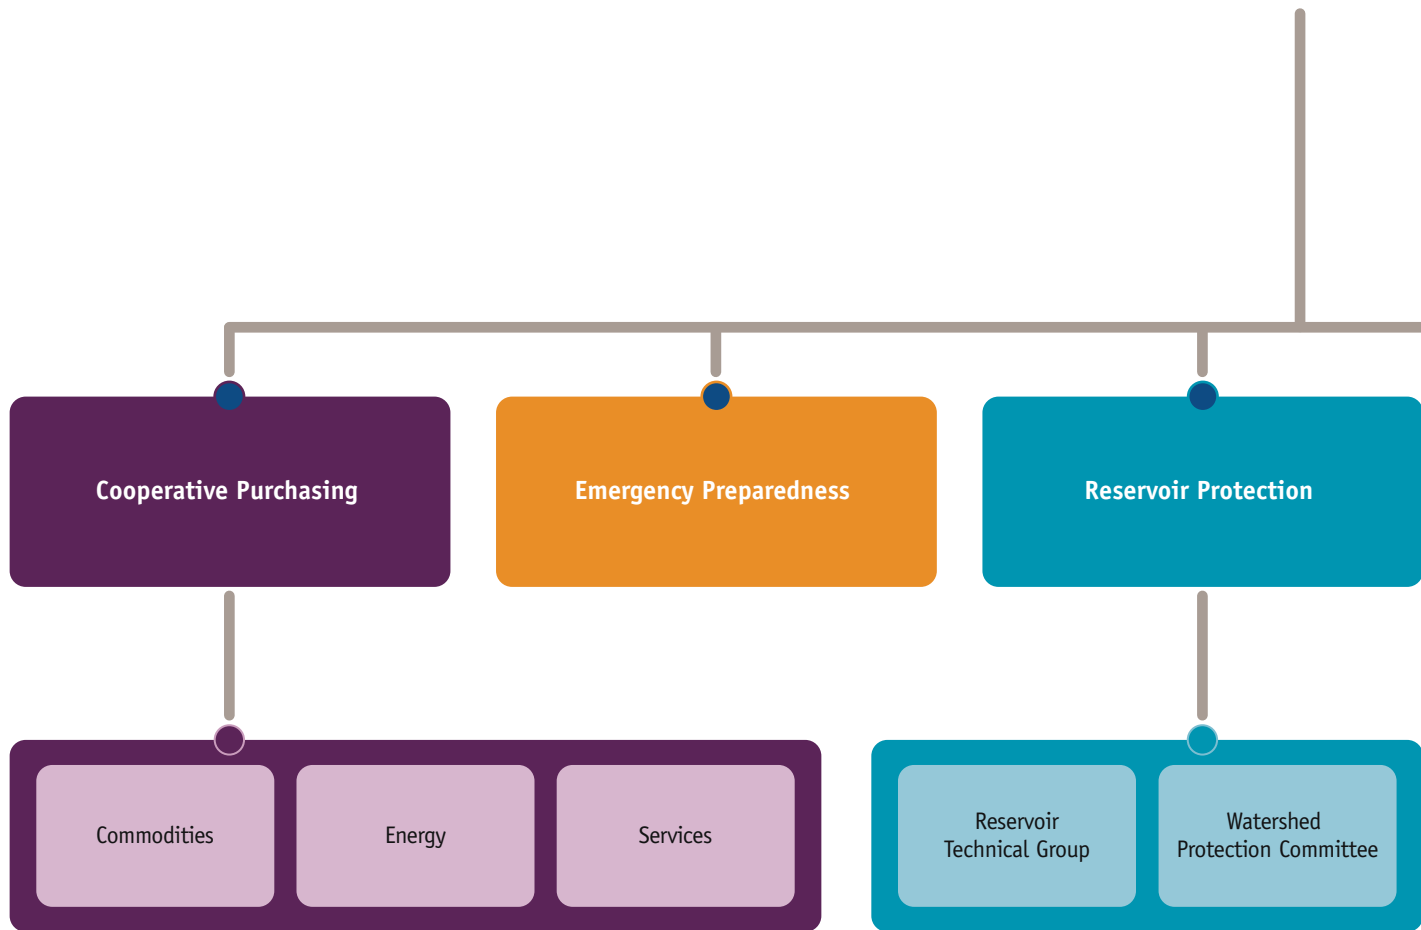 Cooperative Purchasing
Emergency Preparedness
Reservoir Protection
Commodities
Energy
Services
Reservoir
Technical Group
Watershed
Protection Committee